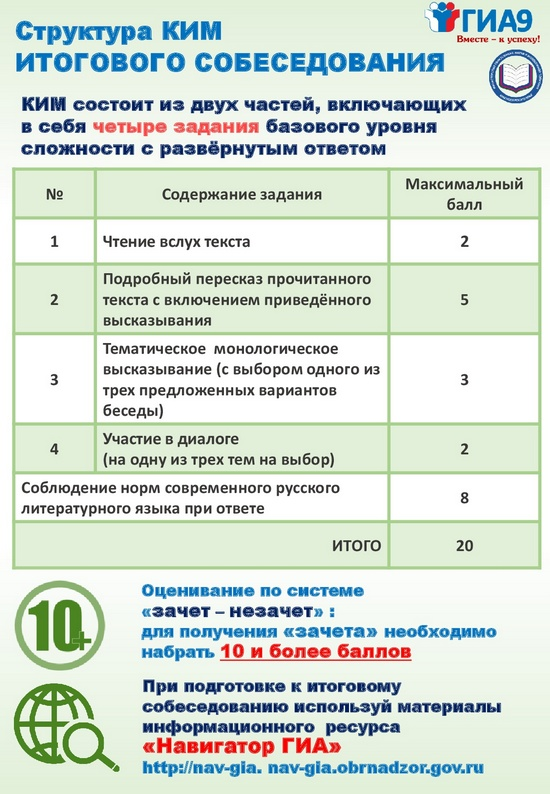 Структура КИМ
ИТОГОВОГО СОБЕСЕДОВАНИЯ
ГИА9
Вместе – к успеху!
КИМ состоит из двух частей, включающих
в себя четыре задания базового уровня
сложности с развёрнутым ответом
№
Содержание задания
Максимальный
балл
1
Чтение вслух текста
2
2
Подробный пересказ прочитанного
текста с включением приведённого
высказывания
5
3
Тематическое монологическое
высказывание (с выбором одного из
трех предложенных вариантов
беседы)
3
4
Участие в диалоге
(на одну из трех тем на выбор)
2
Соблюдение норм современного русского
литературного языка при ответе
8
ИТОГО
20
10+
Оценивание по системе
«зачет – незачет» :
для получения «зачета» необходимо
набрать 10 и более баллов
При подготовке к итоговому
собеседованию используй материалы
информационного ресурса
«Навигатор ГИА»
http://nav-gia. nav-gia.obrnadzor.gov.ru